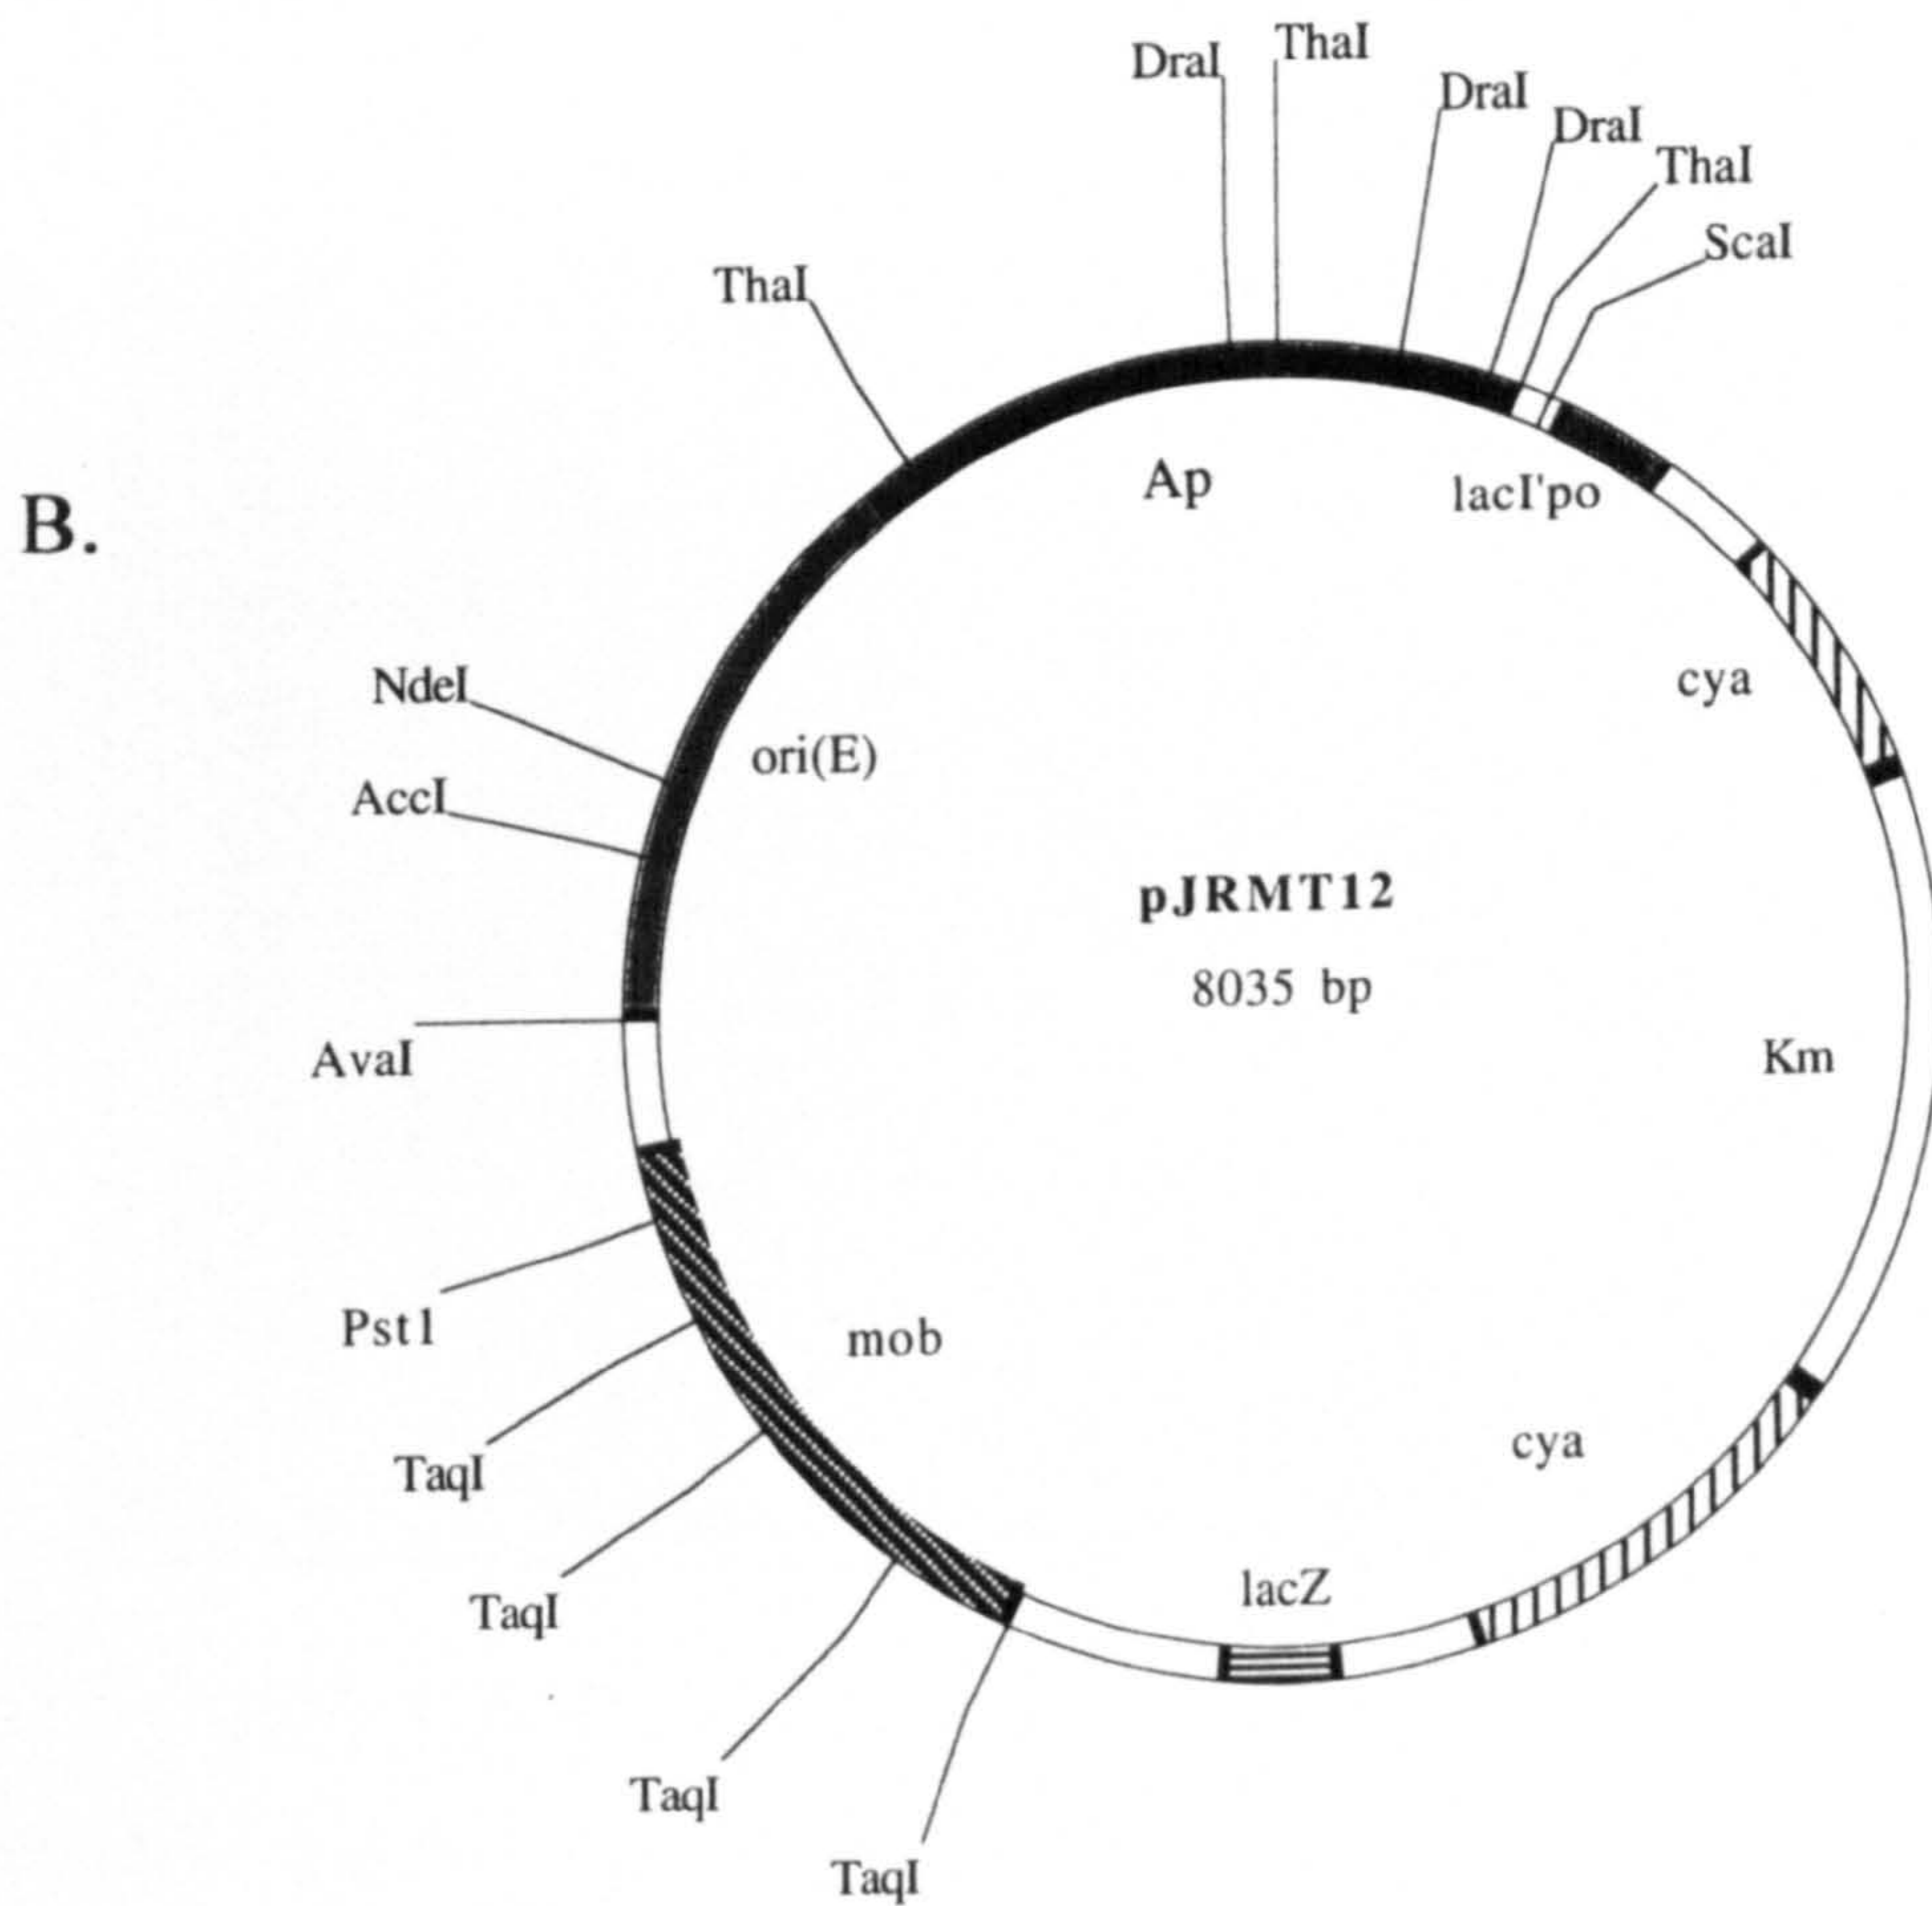 DraI
ThaI
DraI
DraI
ThaI
ScaI
ThaI
B.
Ap
lacI'po
NdeI
cya
ori(E)
AccI
pJRMT12
8035 bp
AvaI
Km
Pst1
mob
TaqI
cya
TaqI
lacZ
TaqI
TaqI